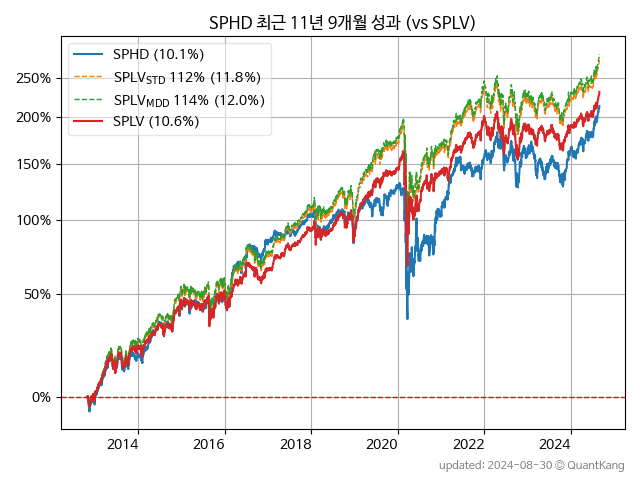 SPHD 최근 11년 9개월 성과 (vs SPLV)
SPHD (10.1%)
SPLV_STD 112% (11.8%)
SPLV_MDD 114% (12.0%)
SPLV (10.6%)
250%
200%
150%
100%
50%
0%
2014 2016 2018 2020 2022 2024
updated: 2024-08-30 © QuantKang